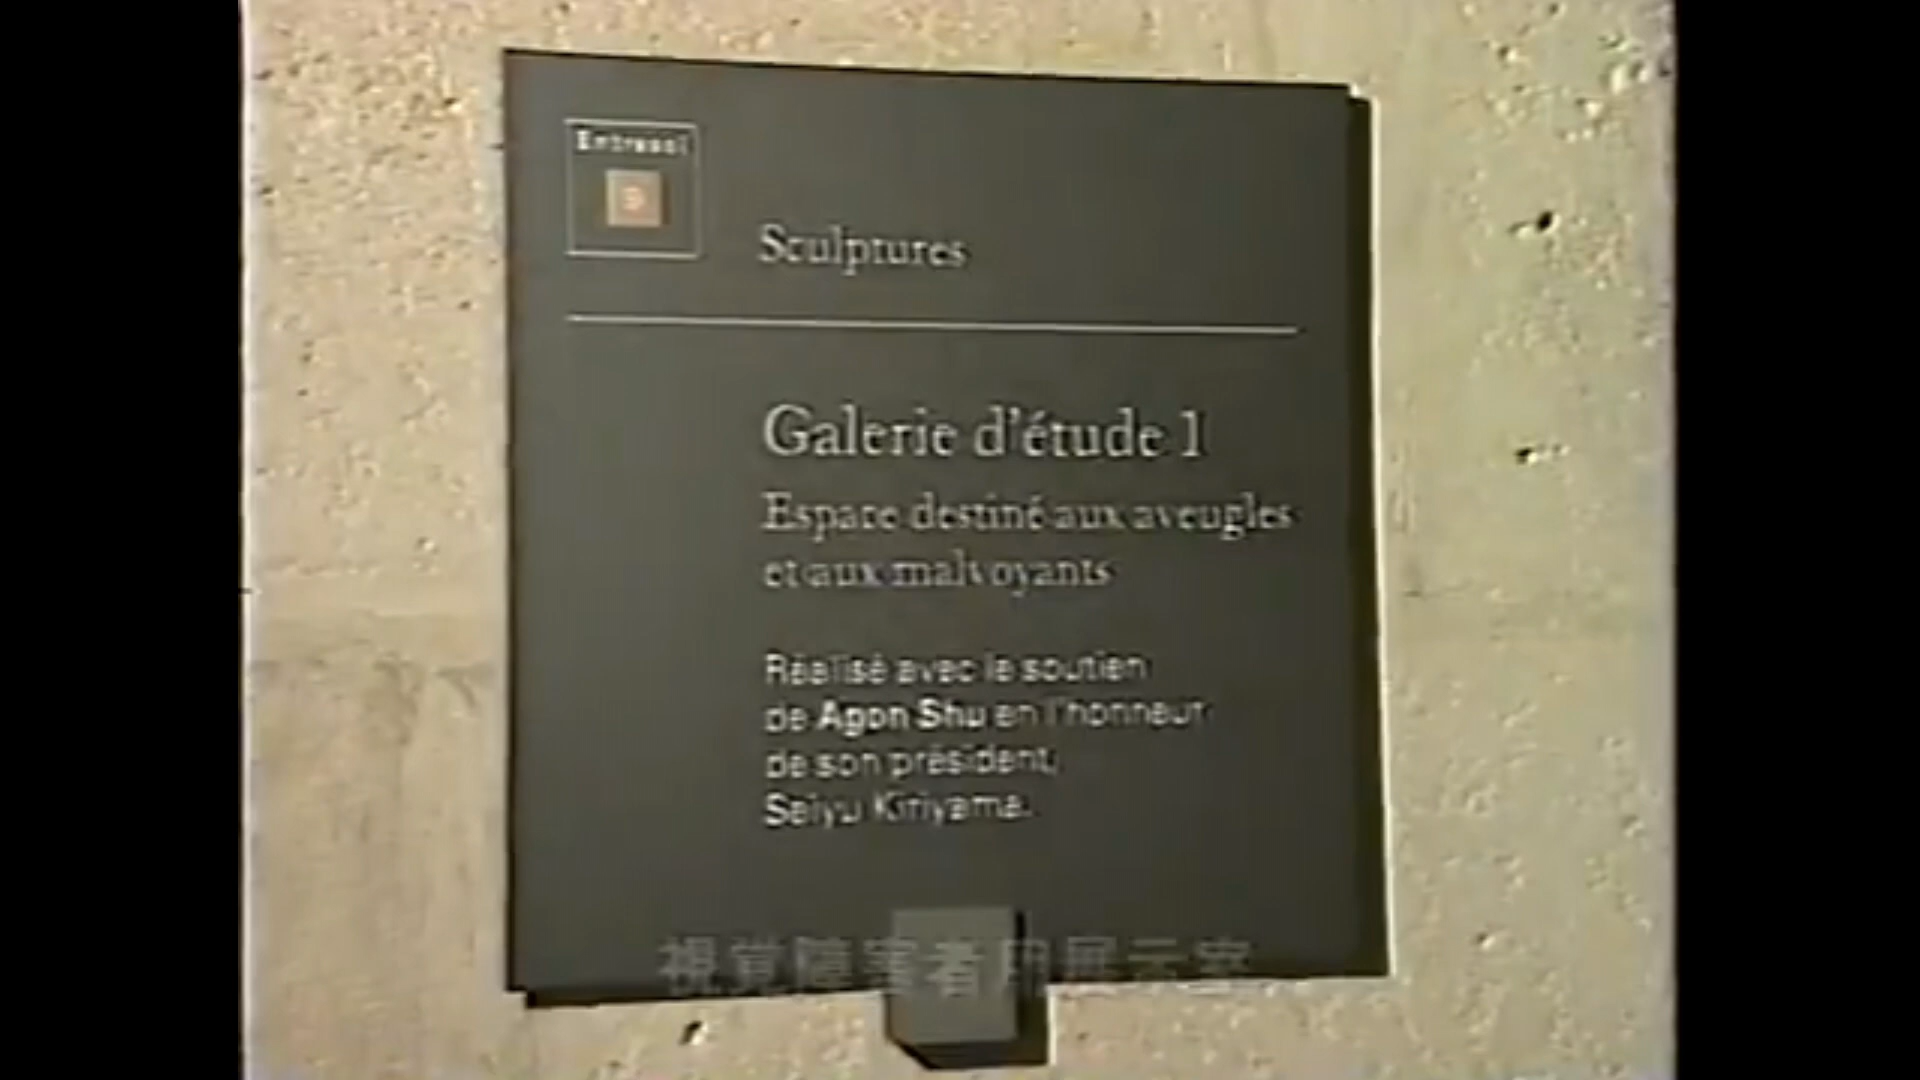 Entresol
Sculptures
Galerie d'étude 1
Espace destiné aux aveugles
et aux malvoyants
Réalisé avec le soutien
de Agon Shu en l'honneur
de son président,
Seiyu Kiriyama.
視覚障害者用展示室